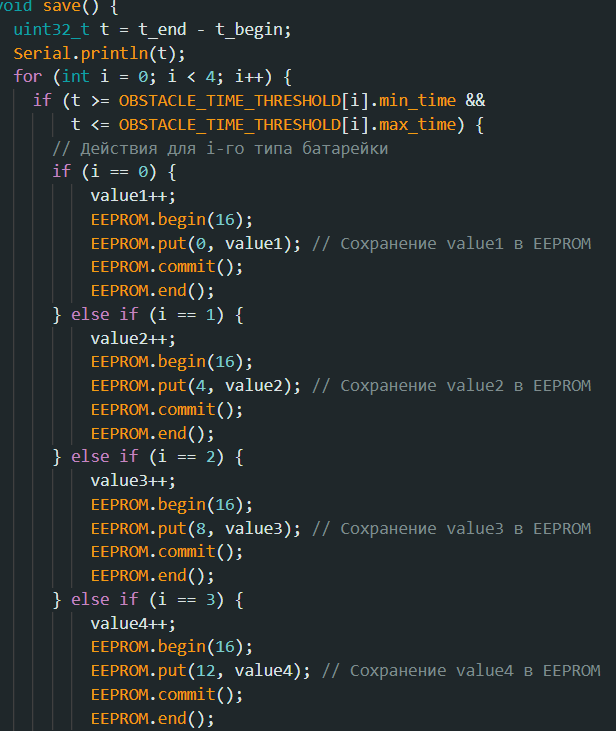 void save() {
uint32_t t = t_end - t_begin;
Serial.println(t);
for (int i = 0; i < 4; i++) {
if (t >= OBSTACLE_TIME_THRESHOLD[i].min_time &&
t <= OBSTACLE_TIME_THRESHOLD[i].max_time) {
// Действия для i-го типа батарейки
if (i == 0) {
value1++;
EEPROM.begin(16);
EEPROM.put(0, value1); // Сохранение value1 в EEPROM
EEPROM.commit();
EEPROM.end();
} else if (i == 1) {
value2++;
EEPROM.begin(16);
EEPROM.put(4, value2); // Сохранение value2 в EEPROM
EEPROM.commit();
EEPROM.end();
} else if (i == 2) {
value3++;
EEPROM.begin(16);
EEPROM.put(8, value3); // Сохранение value3 в EEPROM
EEPROM.commit();
EEPROM.end();
} else if (i == 3) {
value4++;
EEPROM.begin(16);
EEPROM.put(12, value4); // Сохранение value4 в EEPROM
EEPROM.commit();
EEPROM.end();